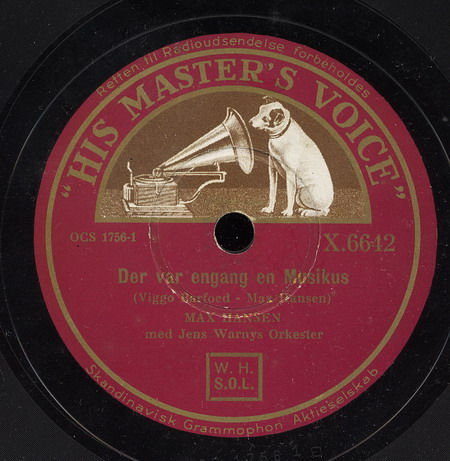 Retten til Radioudsendelse forbeholdes
"HIS MASTER'S VOICE"
OCS 1756-1
X.6642
Der var engang en Musikus
(Viggo Barfoed - Max Hansen)
MAX HANSEN
med Jens Warnys Orkester
W. H.
S.O.L.
Skandinavisk Grammophon Aktieselskab